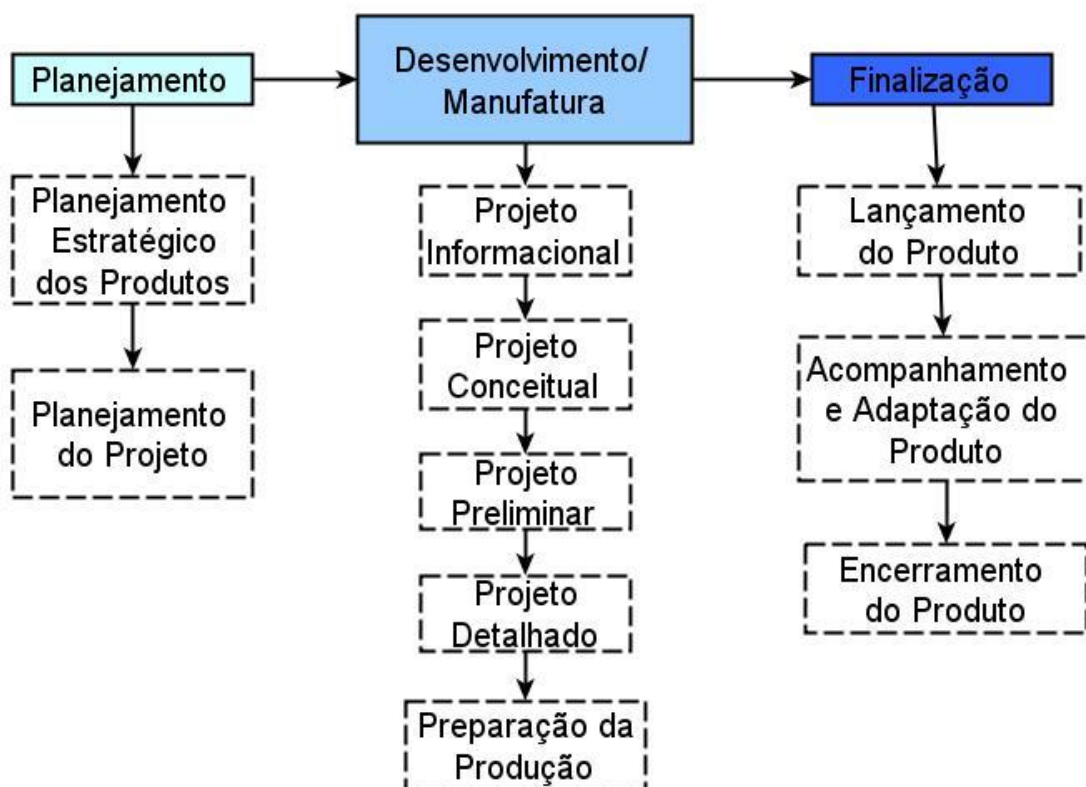 Planejamento
Desenvolvimento/
Manufatura
Finalização
Planejamento
Estratégico
dos Produtos
Planejamento
do Projeto
Projeto
Informacional
Projeto
Conceitual
Projeto
Preliminar
Projeto
Detalhado
Preparação da
Produção
Lançamento
do Produto
Acompanhamento
e Adaptação do
Produto
Encerramento
do Produto